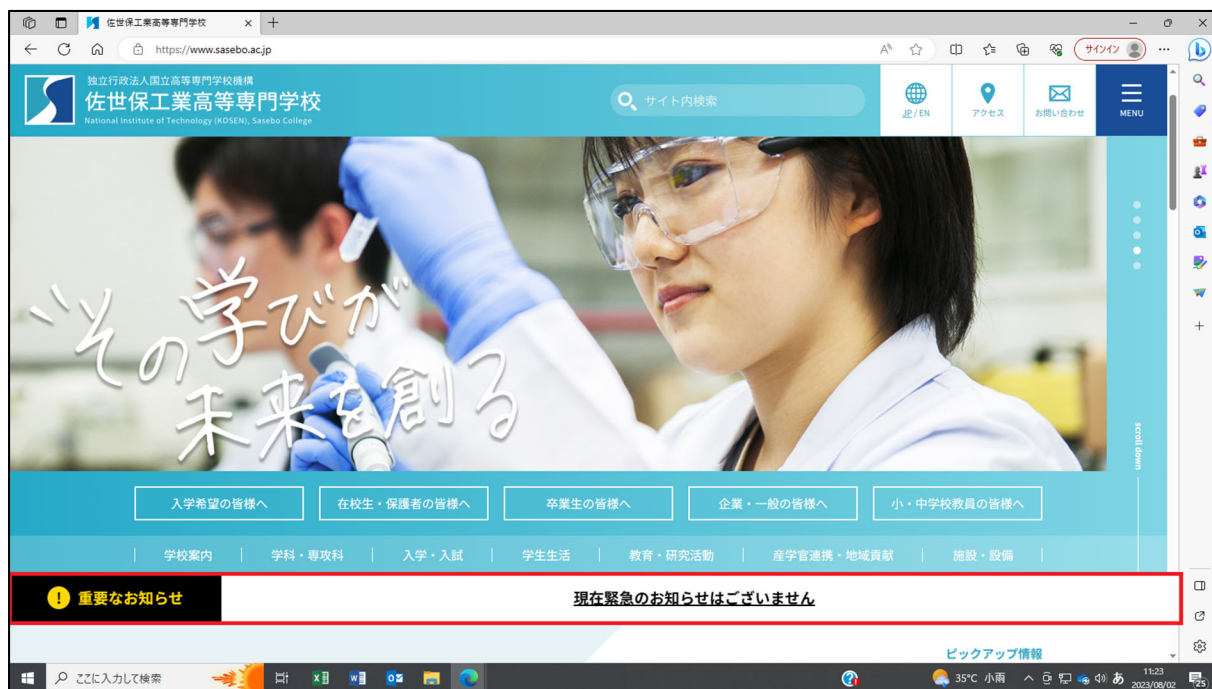 佐世保工業高等専門学校
https://www.sasebo.ac.jp
サインイン
独立行政法人国立高等専門学校機構
佐世保工業高等専門学校
National Institute of Technology (KOSEN), Sasebo College
サイト内検索
JP / EN
アクセス
お問い合わせ
MENU
その学びが
未来を創る
scroll down
入学希望の皆様へ
在校生・保護者の皆様へ
卒業生の皆様へ
企業・一般の皆様へ
小・中学校教員の皆様へ
学校案内
学科・専攻科
入学・入試
学生生活
教育・研究活動
産学官連携・地域貢献
施設・設備
重要なお知らせ
現在緊急のお知らせはございません
ピックアップ情報
ここに入力して検索
35°C 小雨
あ
11:23
2023/08/02
25